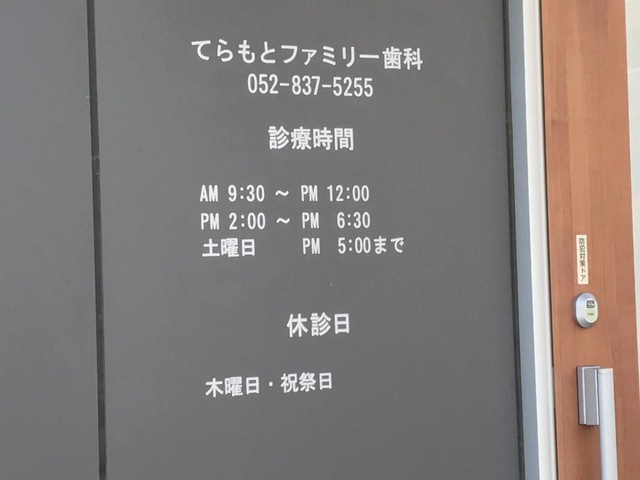 てらもとファミリー歯科
052-837-5255
診療時間
AM 9:30 ～ PM 12:00
PM 2:00 ～ PM 6:30
土曜日 PM 5:00まで
休診日
木曜日・祝祭日
防犯対策ドア